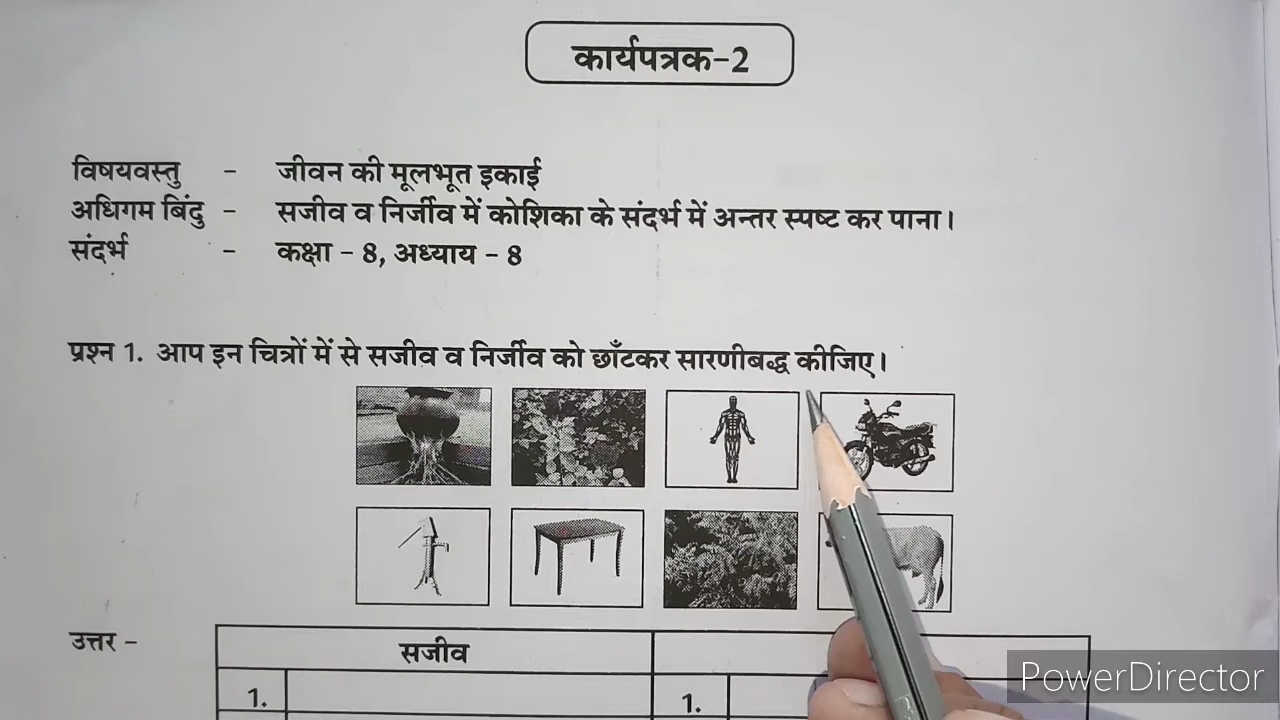 कार्यपत्रक-2
विषयवस्तु - जीवन की मूलभूत इकाई
अधिगम बिंदु - सजीव व निर्जीव में कोशिका के संदर्भ में अन्तर स्पष्ट कर पाना।
संदर्भ - कक्षा - 8, अध्याय - 8
प्रश्न 1. आप इन चित्रों में से सजीव व निर्जीव को छाँटकर सारणीबद्ध कीजिए।
उत्तर -
सजीव
1. 1.
PowerDirector